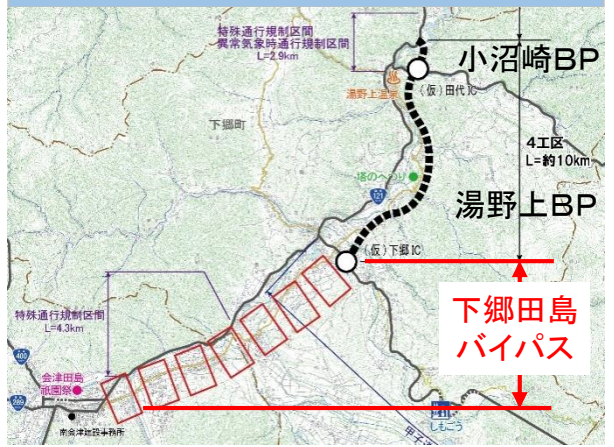 特殊通行規制区間
異常気象時通行規制区間
L=2.9km
小沼崎BP
(仮)田代IC
湯野上温泉
下郷町
4工区
L=約10km
塔のへつり
121
湯野上BP
(仮)下郷IC
特殊通行規制区間
L=4.3km
下郷田島
バイパス
400
会津田島
祇園祭
289
南会津建設事務所
しもごう